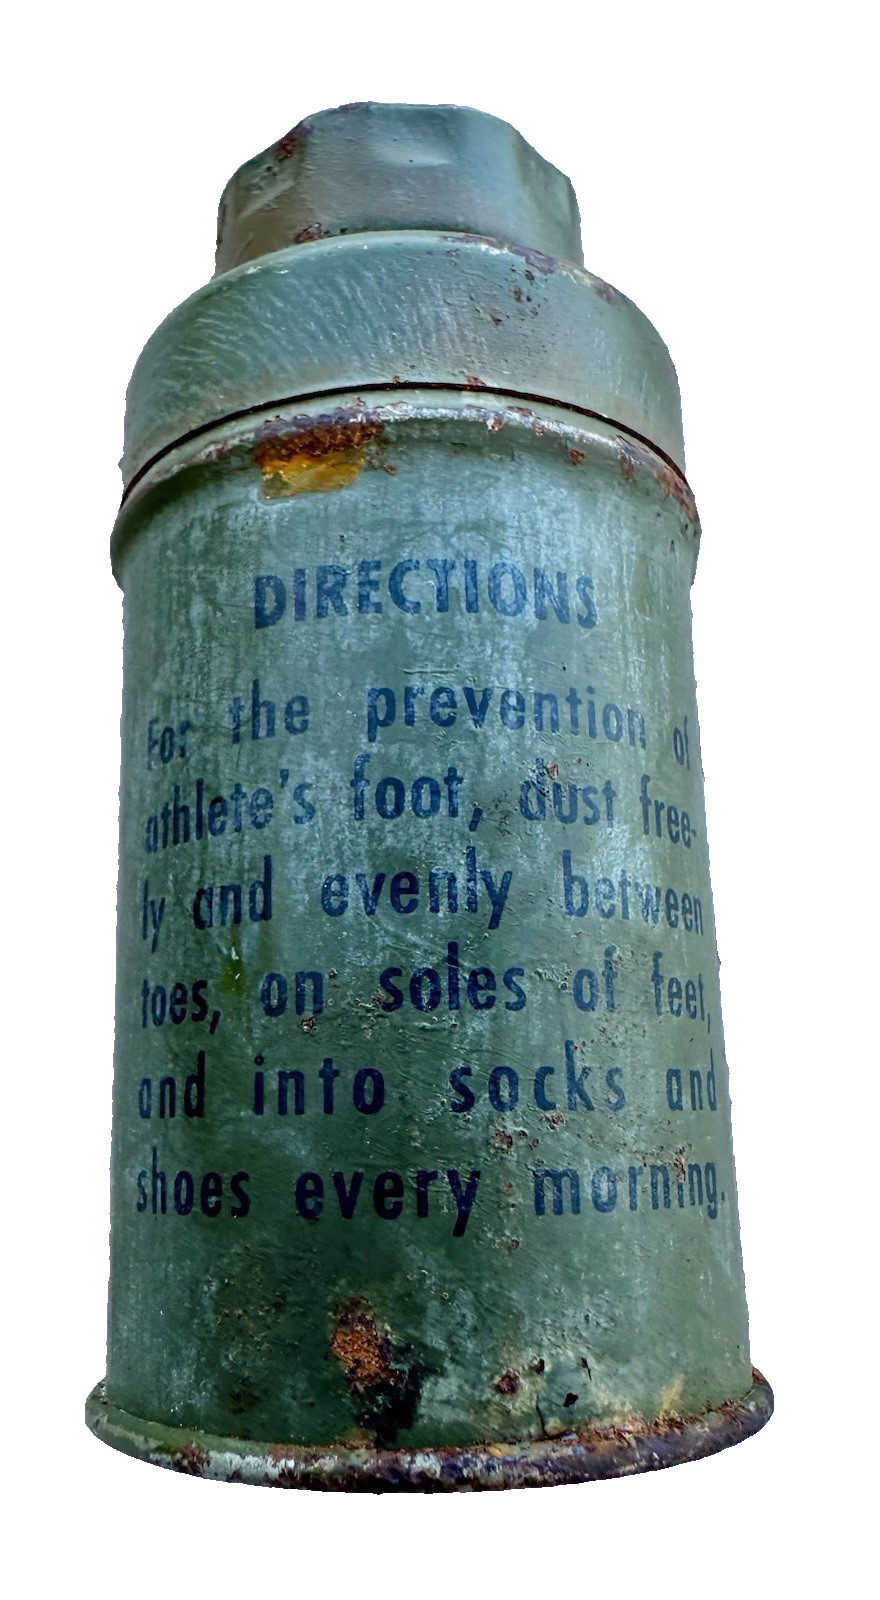 DIRECTIONS
For the prevention of
athlete's foot, dust free-
ly and evenly between
toes, on soles of feet,
and into socks and
shoes every morning.